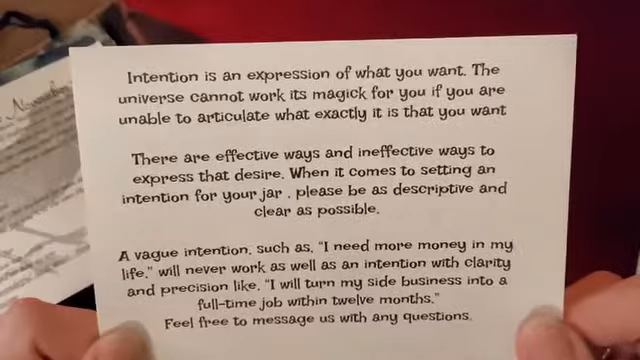 Intention is an expression of what you want. The
universe cannot work its magick for you if you are
unable to articulate what exactly it is that you want
There are effective ways and ineffective ways to
express that desire. When it comes to setting an
intention for your jar , please be as descriptive and
clear as possible.
A vague intention, such as, "I need more money in my
life," will never work as well as an intention with clarity
and precision like, "I will turn my side business into a
full-time job within twelve months."
Feel free to message us with any questions.